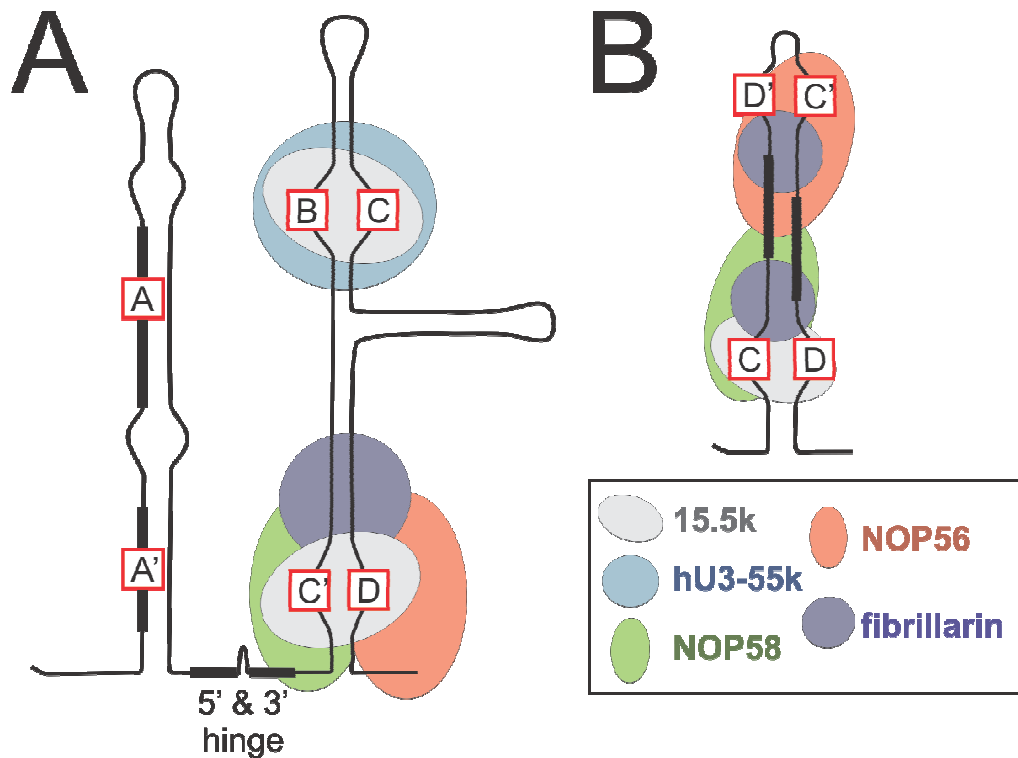 A
B
D’ C’
B C
A
C D
A’
C’ D
5’ & 3’
hinge
15.5k
hU3-55k
NOP58
NOP56
fibrillarin